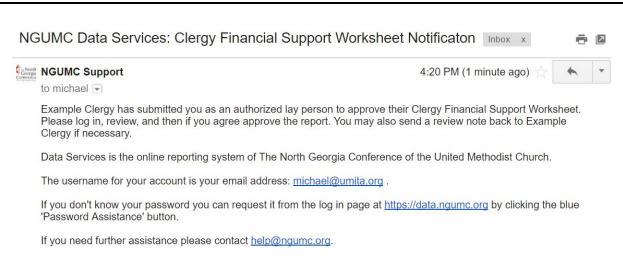 NGUMC Data Services: Clergy Financial Support Worksheet Notificaton Inbox x
North Georgia Conference
NGUMC Support 4:20 PM (1 minute ago)
to michael
Example Clergy has submitted you as an authorized lay person to approve their Clergy Financial Support Worksheet.
Please log in, review, and then if you agree approve the report. You may also send a review note back to Example
Clergy if necessary.
Data Services is the online reporting system of The North Georgia Conference of the United Methodist Church.
The username for your account is your email address: michael@umita.org .
If you don't know your password you can request it from the log in page at https://data.ngumc.org by clicking the blue
'Password Assistance' button.
If you need further assistance please contact help@ngumc.org.